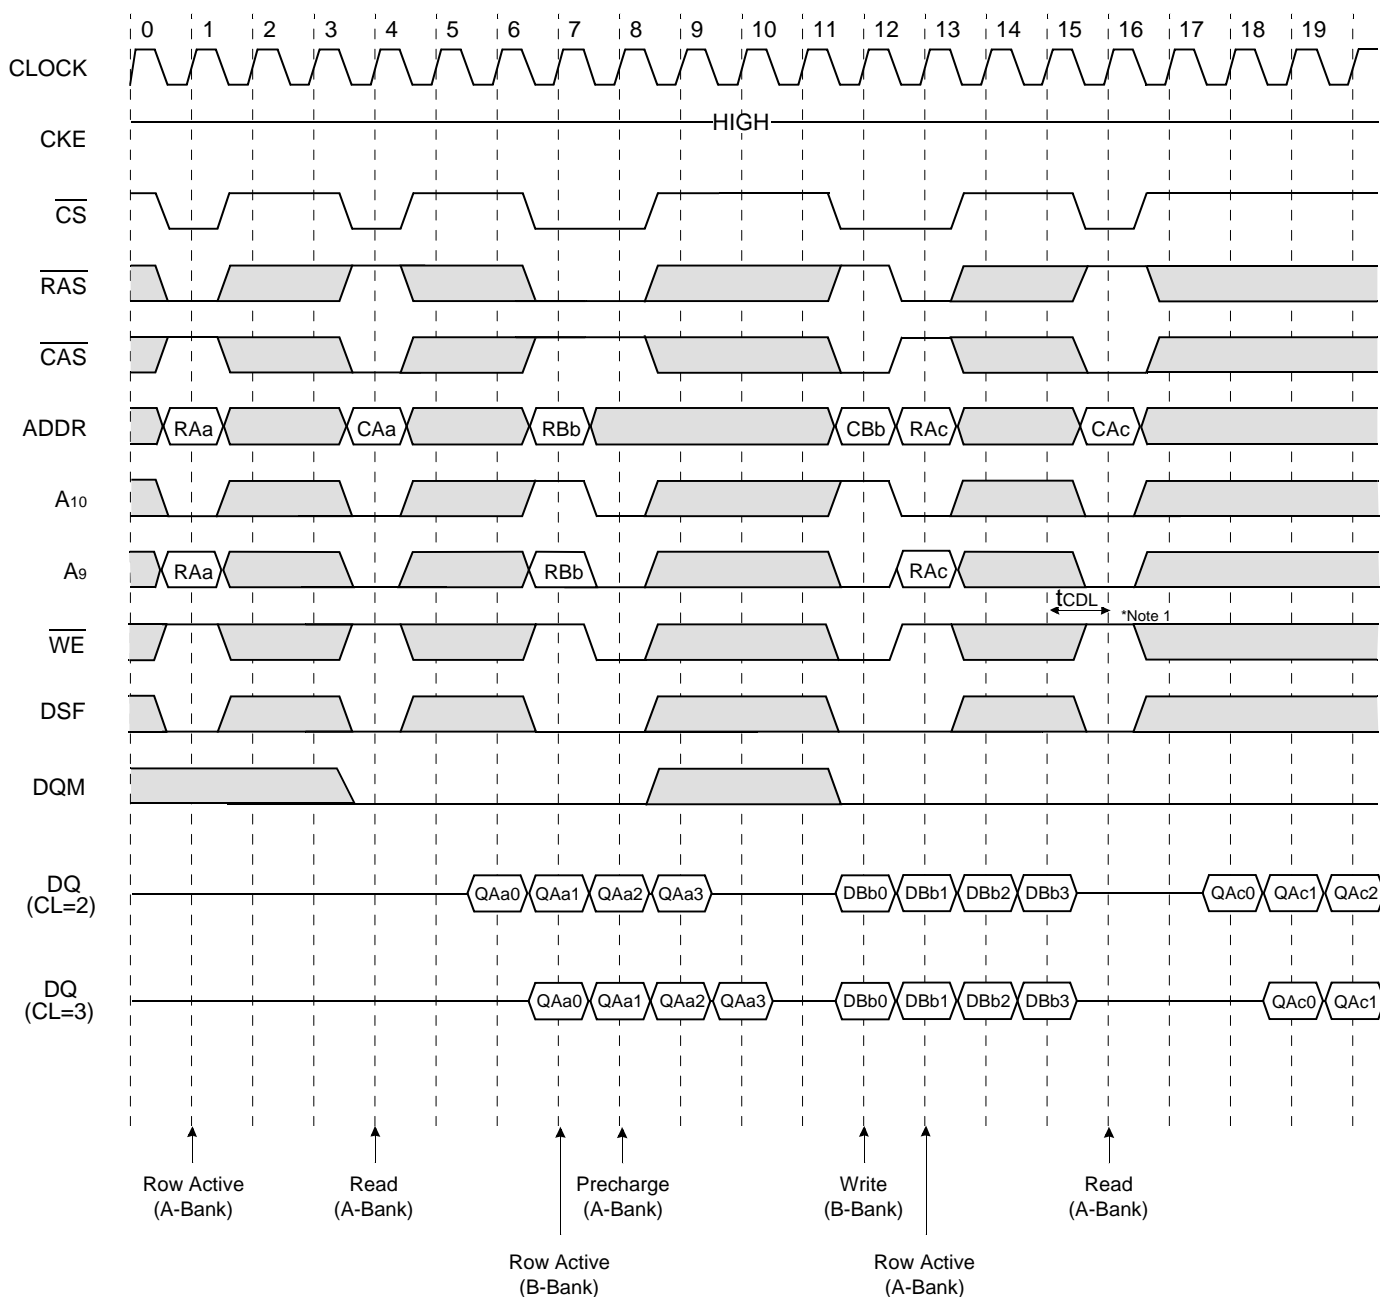 0 1 2 3 4 5 6 7 8 9 10 11 12 13 14 15 16 17 18 19
CLOCK
CKE HIGH
CS
RAS
CAS
ADDR RAa CAa RBb CBb RAc CAc
A10
A9 RAa RBb RAc
tCDL *Note 1
WE
DSF
DQM
DQ
(CL=2) QAa0 QAa1 QAa2 QAa3 DBb0 DBb1 DBb2 DBb3 QAc0 QAc1 QAc2
DQ
(CL=3) QAa0 QAa1 QAa2 QAa3 DBb0 DBb1 DBb2 DBb3 QAc0 QAc1
Row Active
(A-Bank)
Read
(A-Bank)
Precharge
(A-Bank)
Write
(B-Bank)
Read
(A-Bank)
Row Active
(B-Bank)
Row Active
(A-Bank)